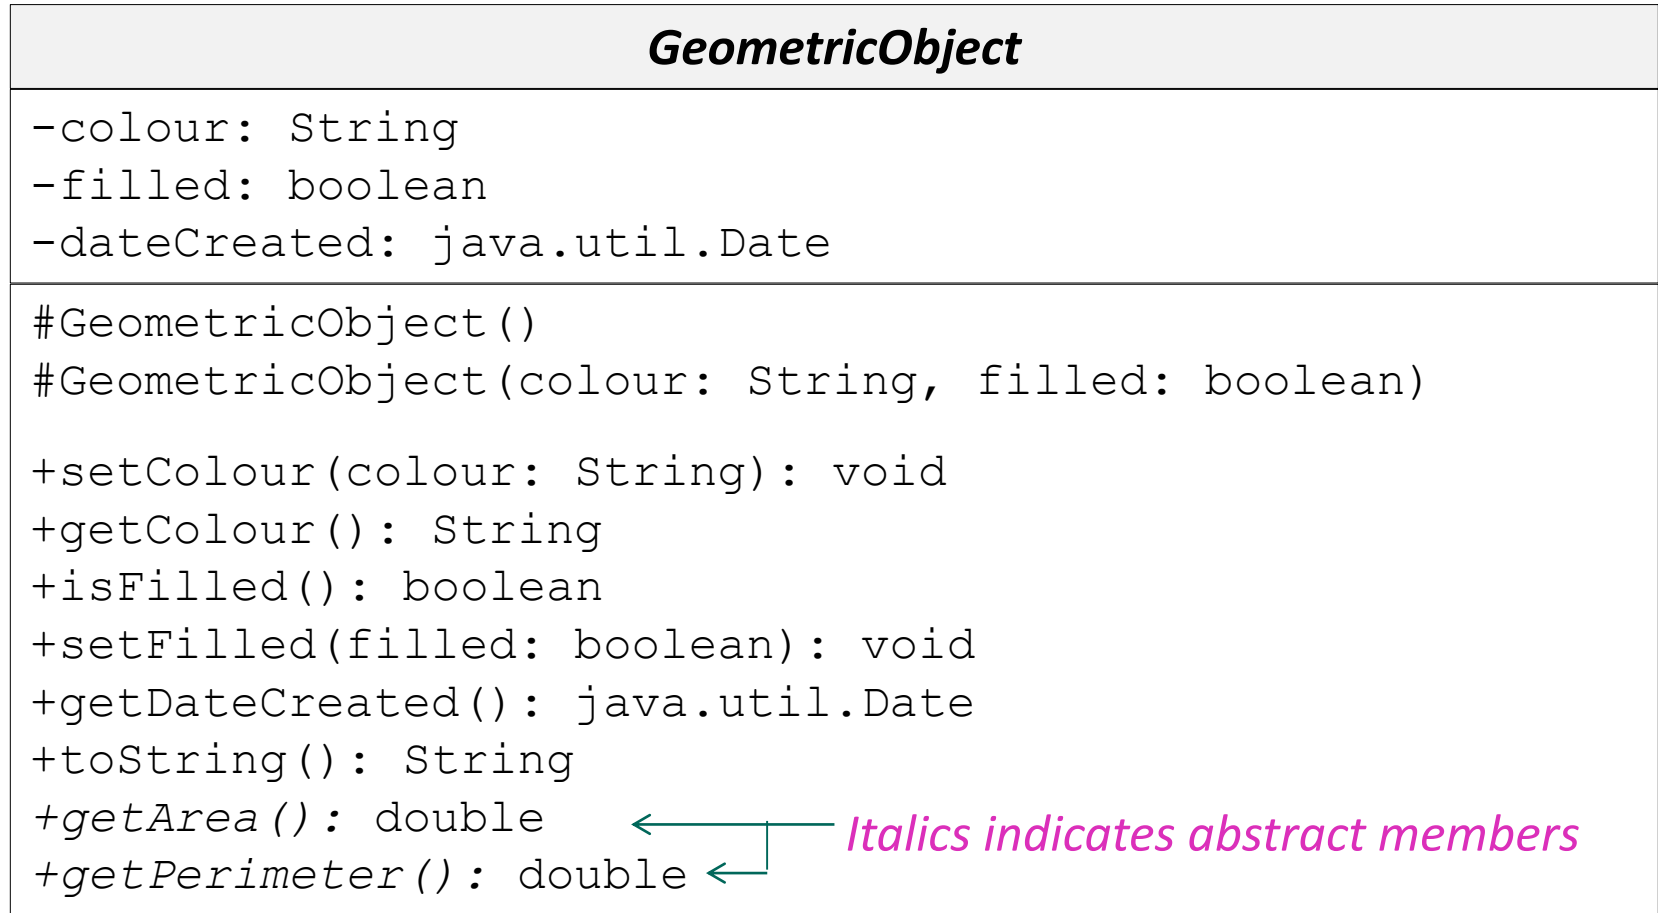 GeometricObject
-colour: String
-filled: boolean
-dateCreated: java.util.Date
#GeometricObject()
#GeometricObject(colour: String, filled: boolean)
+setColour(colour: String): void
+getColour(): String
+isFilled(): boolean
+setFilled(filled: boolean): void
+getDateCreated(): java.util.Date
+toString(): String
+getArea(): double
Italics indicates abstract members
+getPerimeter(): double